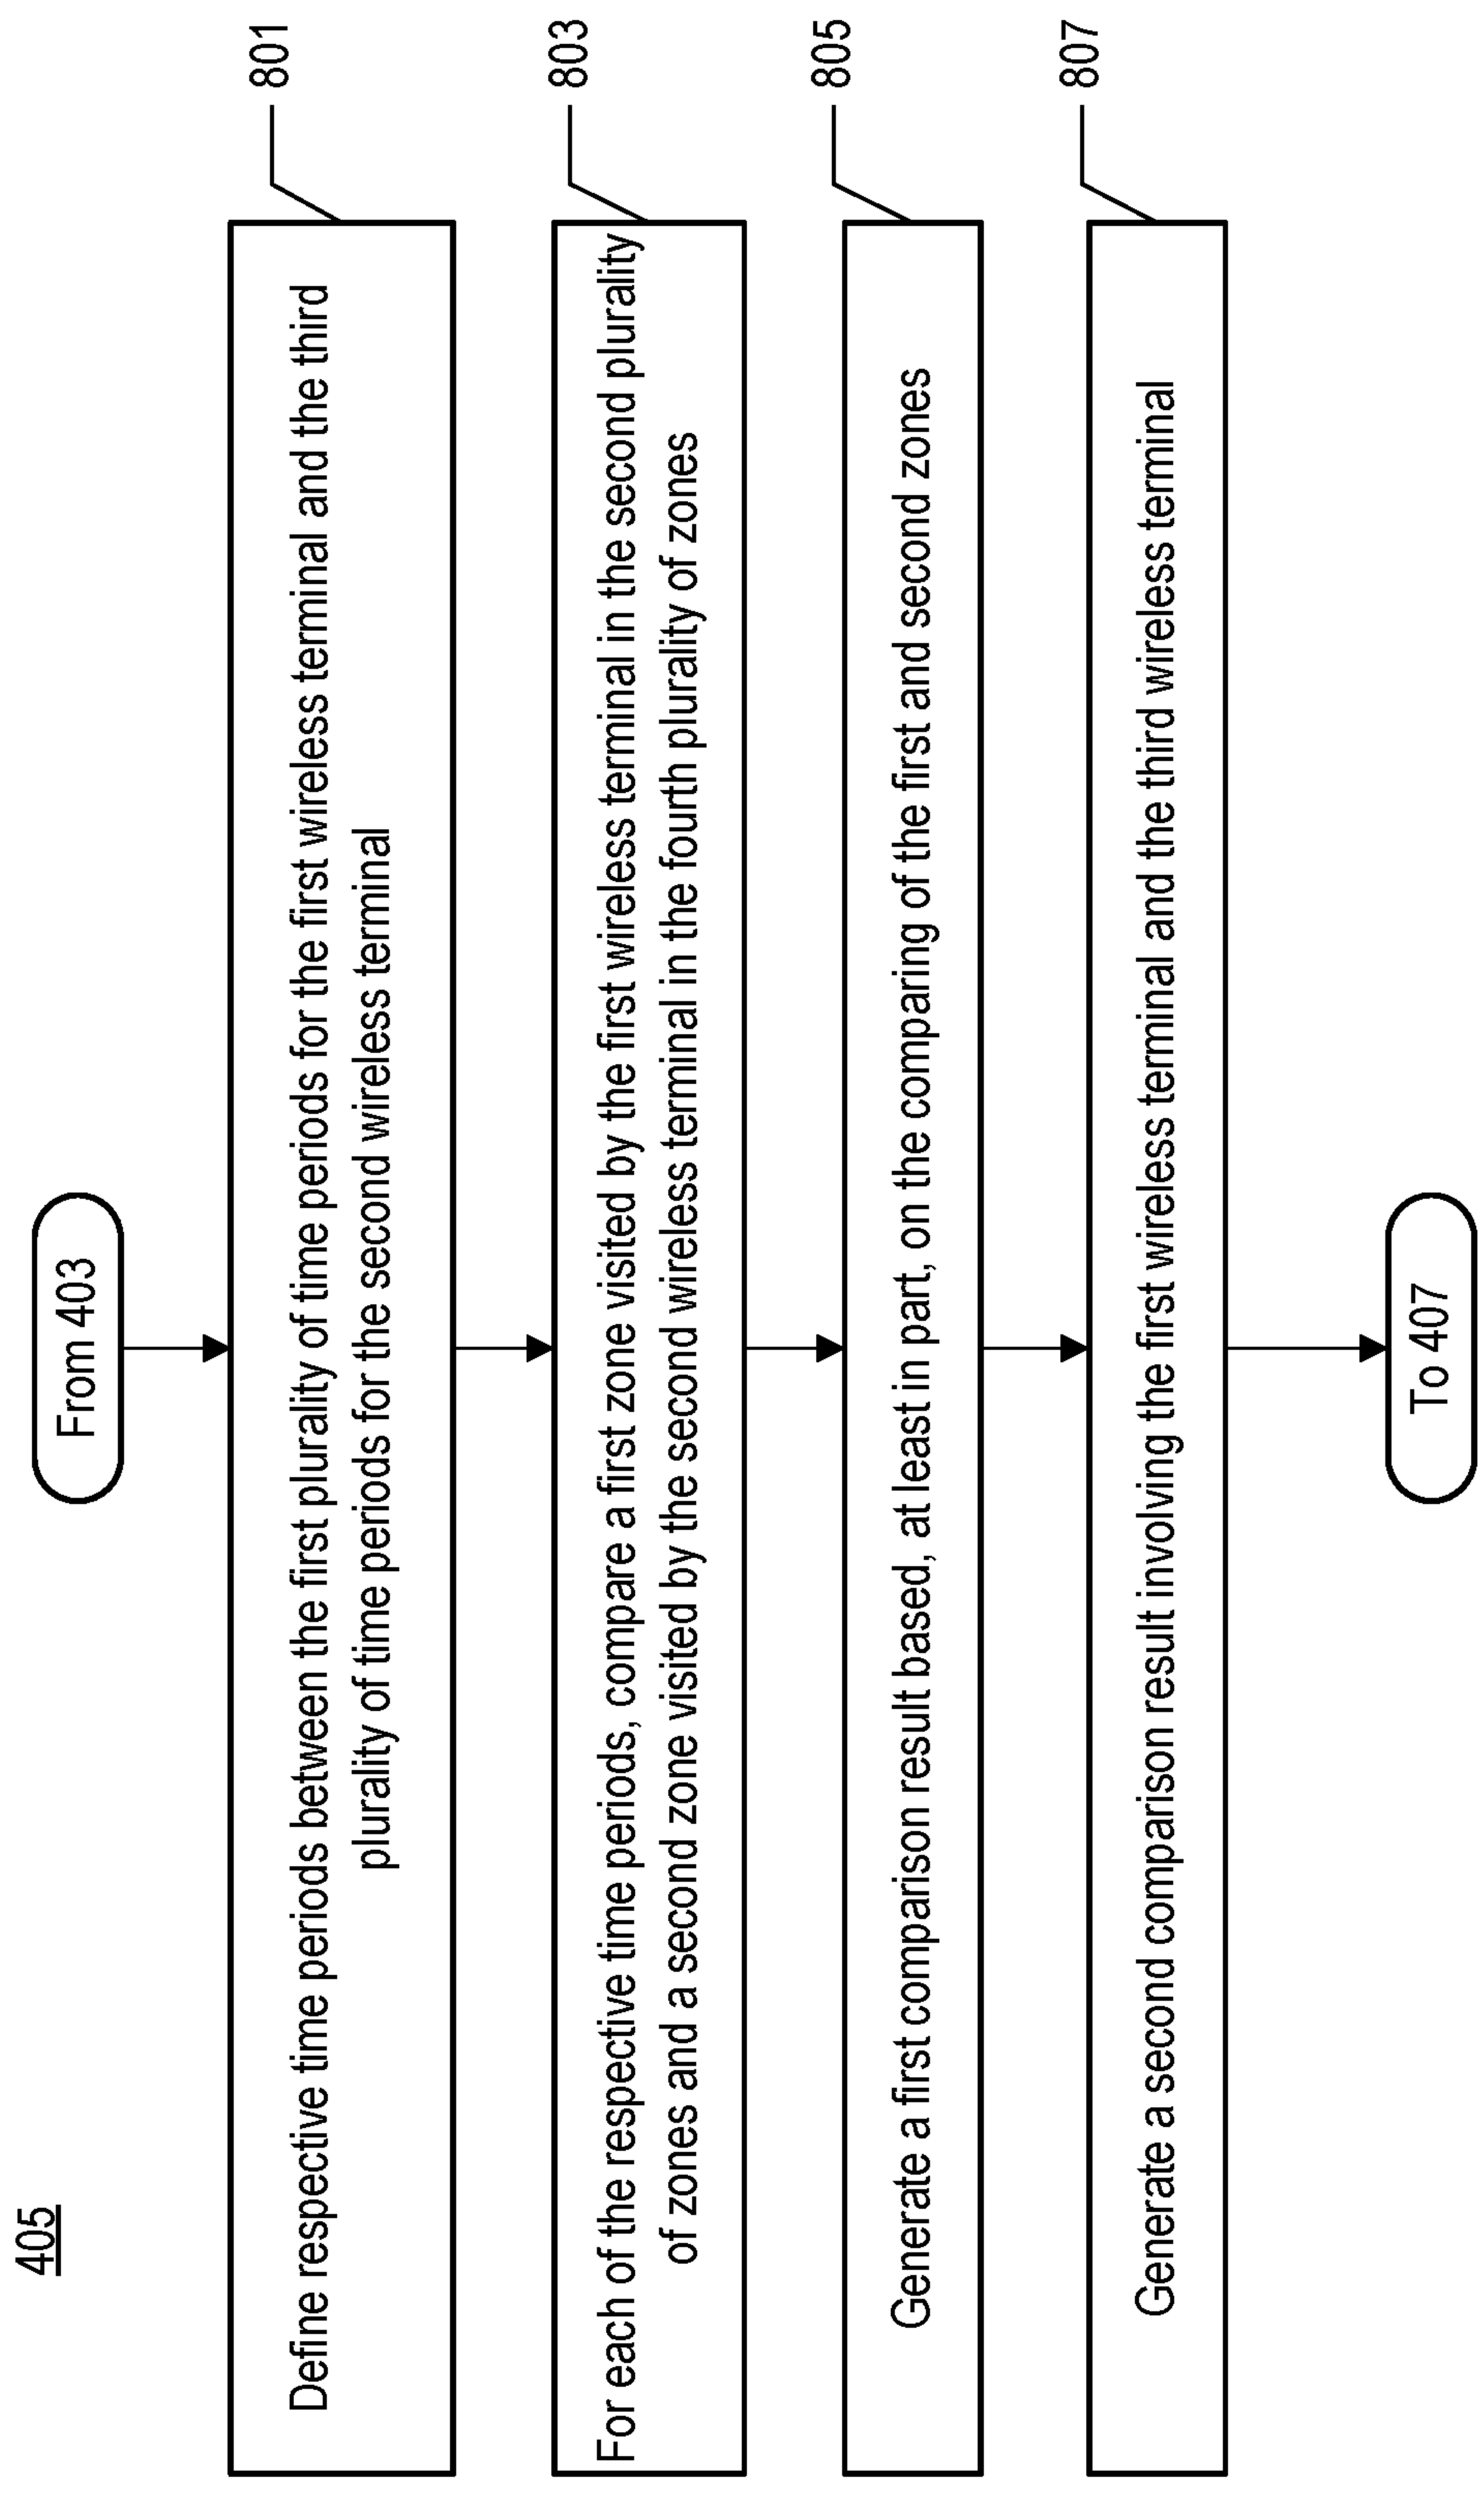 405
From 403
Define respective time periods between the first plurality of time periods for the first wireless terminal and the third
plurality of time periods for the second wireless terminal
801
For each of the respective time periods, compare a first zone visited by the first wireless terminal in the second plurality
of zones and a second zone visited by the second wireless terminal in the fourth plurality of zones
803
Generate a first comparison result based, at least in part, on the comparing of the first and second zones
805
Generate a second comparison result involving the first wireless terminal and the third wireless terminal
807
To 407